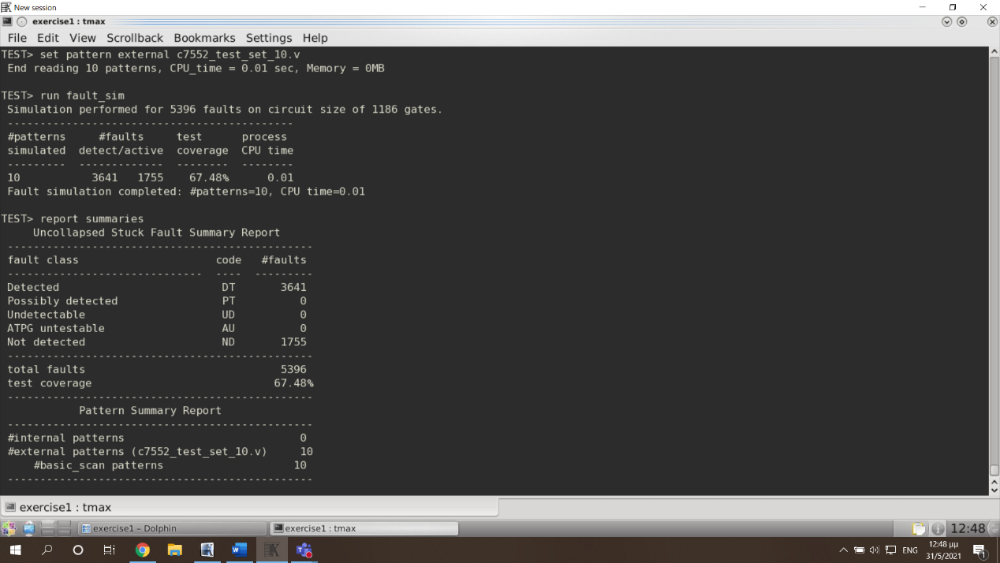 New session
exercise1 : tmax
File Edit View Scrollback Bookmarks Settings Help
TEST> set pattern external c7552_test_set_10.v
End reading 10 patterns, CPU_time = 0.01 sec, Memory = 0MB
TEST> run fault_sim
Simulation performed for 5396 faults on circuit size of 1186 gates.
--------------------------------------------
#patterns #faults test process
simulated detect/active coverage CPU time
--------- ------------- -------- --------
10 3641 1755 67.48% 0.01
Fault simulation completed: #patterns=10, CPU time=0.01
TEST> report summaries
Uncollapsed Stuck Fault Summary Report
-----------------------------------------------
fault class code #faults
------------------------------ ---- ---------
Detected DT 3641
Possibly detected PT 0
Undetectable UD 0
ATPG untestable AU 0
Not detected ND 1755
-----------------------------------------------
total faults 5396
test coverage 67.48%
-----------------------------------------------
Pattern Summary Report
-----------------------------------------------
#internal patterns 0
#external patterns (c7552_test_set_10.v) 10
#basic_scan patterns 10
-----------------------------------------------
exercise1 : tmax
exercise1 – Dolphin
exercise1 : tmax
12:48
ENG
12:48 μμ
31/5/2021
1